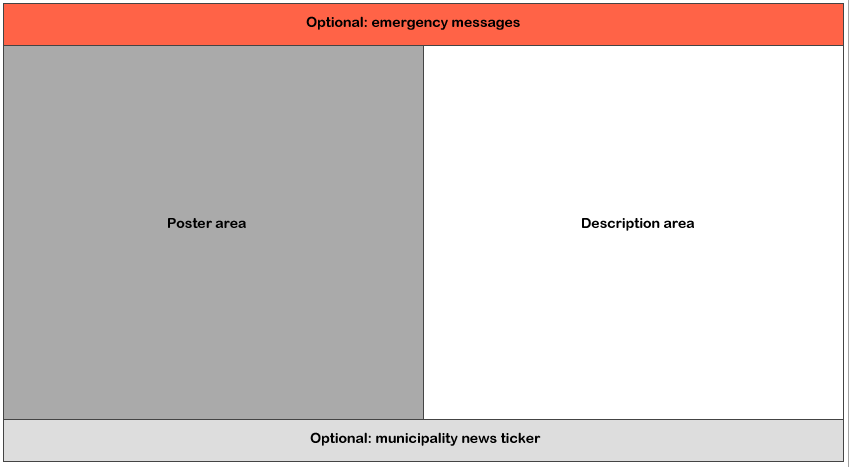 Optional: emergency messages
Poster area
Description area
Optional: municipality news ticker